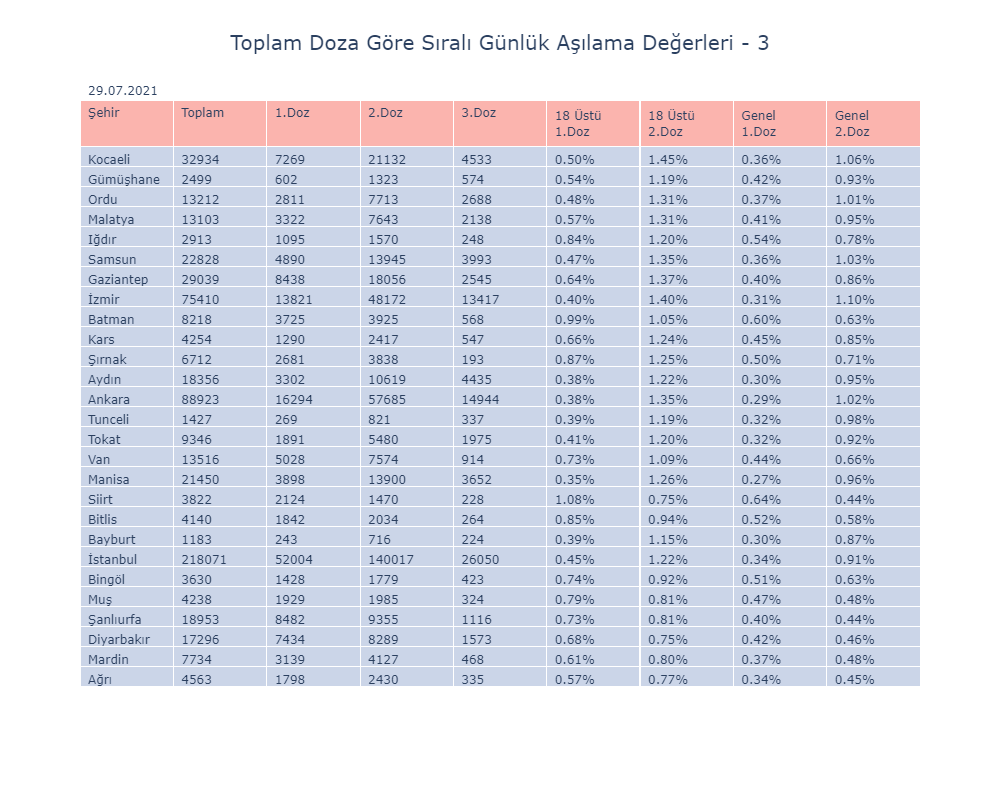 Toplam Doza Göre Sıralı Günlük Aşılama Değerleri - 3
29.07.2021
Şehir Toplam 1.Doz 2.Doz 3.Doz 18 Üstü 1.Doz 18 Üstü 2.Doz Genel 1.Doz Genel 2.Doz
Kocaeli 32934 7269 21132 4533 0.50% 1.45% 0.36% 1.06%
Gümüşhane 2499 602 1323 574 0.54% 1.19% 0.42% 0.93%
Ordu 13212 2811 7713 2688 0.48% 1.31% 0.37% 1.01%
Malatya 13103 3322 7643 2138 0.57% 1.31% 0.41% 0.95%
Iğdır 2913 1095 1570 248 0.84% 1.20% 0.54% 0.78%
Samsun 22828 4890 13945 3993 0.47% 1.35% 0.36% 1.03%
Gaziantep 29039 8438 18056 2545 0.64% 1.37% 0.40% 0.86%
İzmir 75410 13821 48172 13417 0.40% 1.40% 0.31% 1.10%
Batman 8218 3725 3925 568 0.99% 1.05% 0.60% 0.63%
Kars 4254 1290 2417 547 0.66% 1.24% 0.45% 0.85%
Şırnak 6712 2681 3838 193 0.87% 1.25% 0.50% 0.71%
Aydın 18356 3302 10619 4435 0.38% 1.22% 0.30% 0.95%
Ankara 88923 16294 57685 14944 0.38% 1.35% 0.29% 1.02%
Tunceli 1427 269 821 337 0.39% 1.19% 0.32% 0.98%
Tokat 9346 1891 5480 1975 0.41% 1.20% 0.32% 0.92%
Van 13516 5028 7574 914 0.73% 1.09% 0.44% 0.66%
Manisa 21450 3898 13900 3652 0.35% 1.26% 0.27% 0.96%
Siirt 3822 2124 1470 228 1.08% 0.75% 0.64% 0.44%
Bitlis 4140 1842 2034 264 0.85% 0.94% 0.52% 0.58%
Bayburt 1183 243 716 224 0.39% 1.15% 0.30% 0.87%
İstanbul 218071 52004 140017 26050 0.45% 1.22% 0.34% 0.91%
Bingöl 3630 1428 1779 423 0.74% 0.92% 0.51% 0.63%
Muş 4238 1929 1985 324 0.79% 0.81% 0.47% 0.48%
Şanlıurfa 18953 8482 9355 1116 0.73% 0.81% 0.40% 0.44%
Diyarbakır 17296 7434 8289 1573 0.68% 0.75% 0.42% 0.46%
Mardin 7734 3139 4127 468 0.61% 0.80% 0.37% 0.48%
Ağrı 4563 1798 2430 335 0.57% 0.77% 0.34% 0.45%